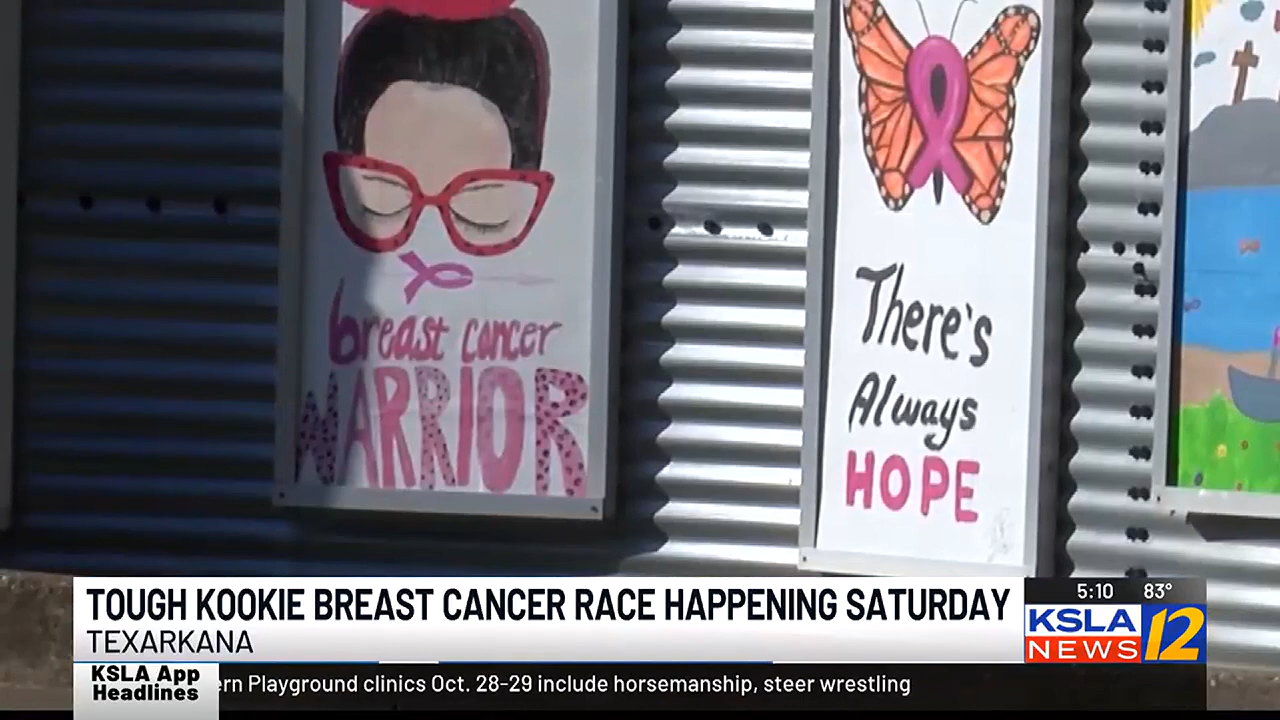 breast cancer
WARRIOR
There's
Always
HOPE
TOUGH KOOKIE BREAST CANCER RACE HAPPENING SATURDAY
TEXARKANA
5:10 83°
KSLA
NEWS 12
KSLA App
Headlines
ern Playground clinics Oct. 28-29 include horsemanship, steer wrestling